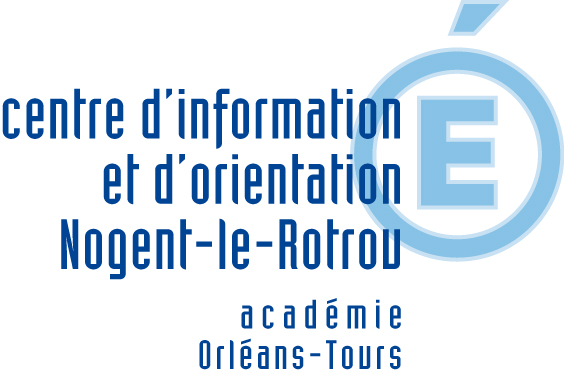 centre d'information
et d'orientation
Nogent-le-Rotrou
académie
Orléans-Tours
É